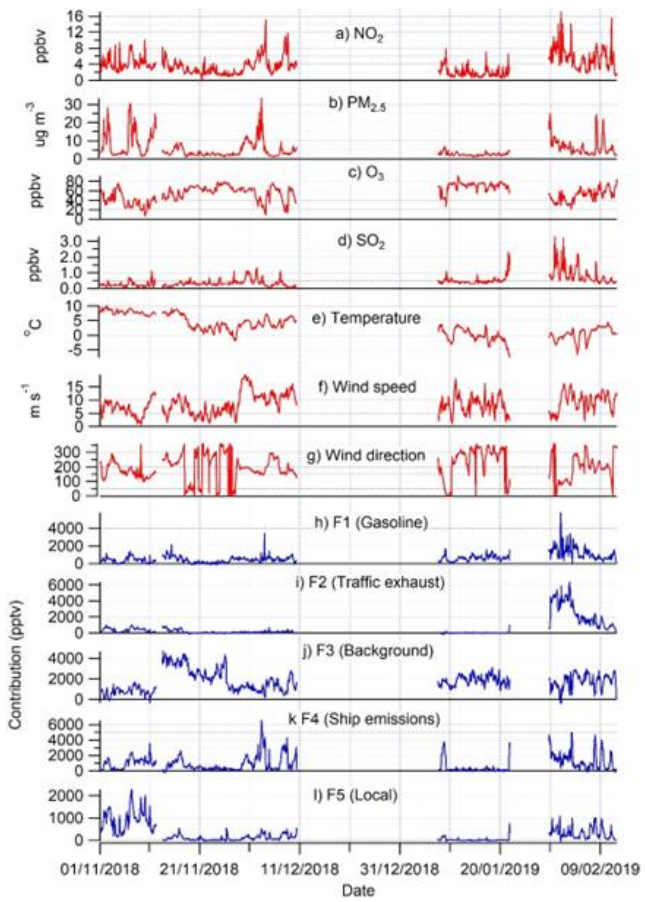 a) NO2
ppbv
16
12
8
4
0
b) PM2.5
ug m-3
30
20
10
0
c) O3
ppbv
80
60
40
20
0
d) SO2
ppbv
3.0
2.0
1.0
0.0
e) Temperature
°C
10
5
0
-5
f) Wind speed
m s-1
15
10
5
0
g) Wind direction
300
200
100
0
Contribution (pptv)
h) F1 (Gasoline)
4000
2000
0
i) F2 (Traffic exhaust)
6000
4000
2000
0
j) F3 (Background)
4000
2000
0
k F4 (Ship emissions)
6000
4000
2000
0
l) F5 (Local)
2000
1000
0
01/11/2018 21/11/2018 11/12/2018 31/12/2018 20/01/2019 09/02/2019
Date